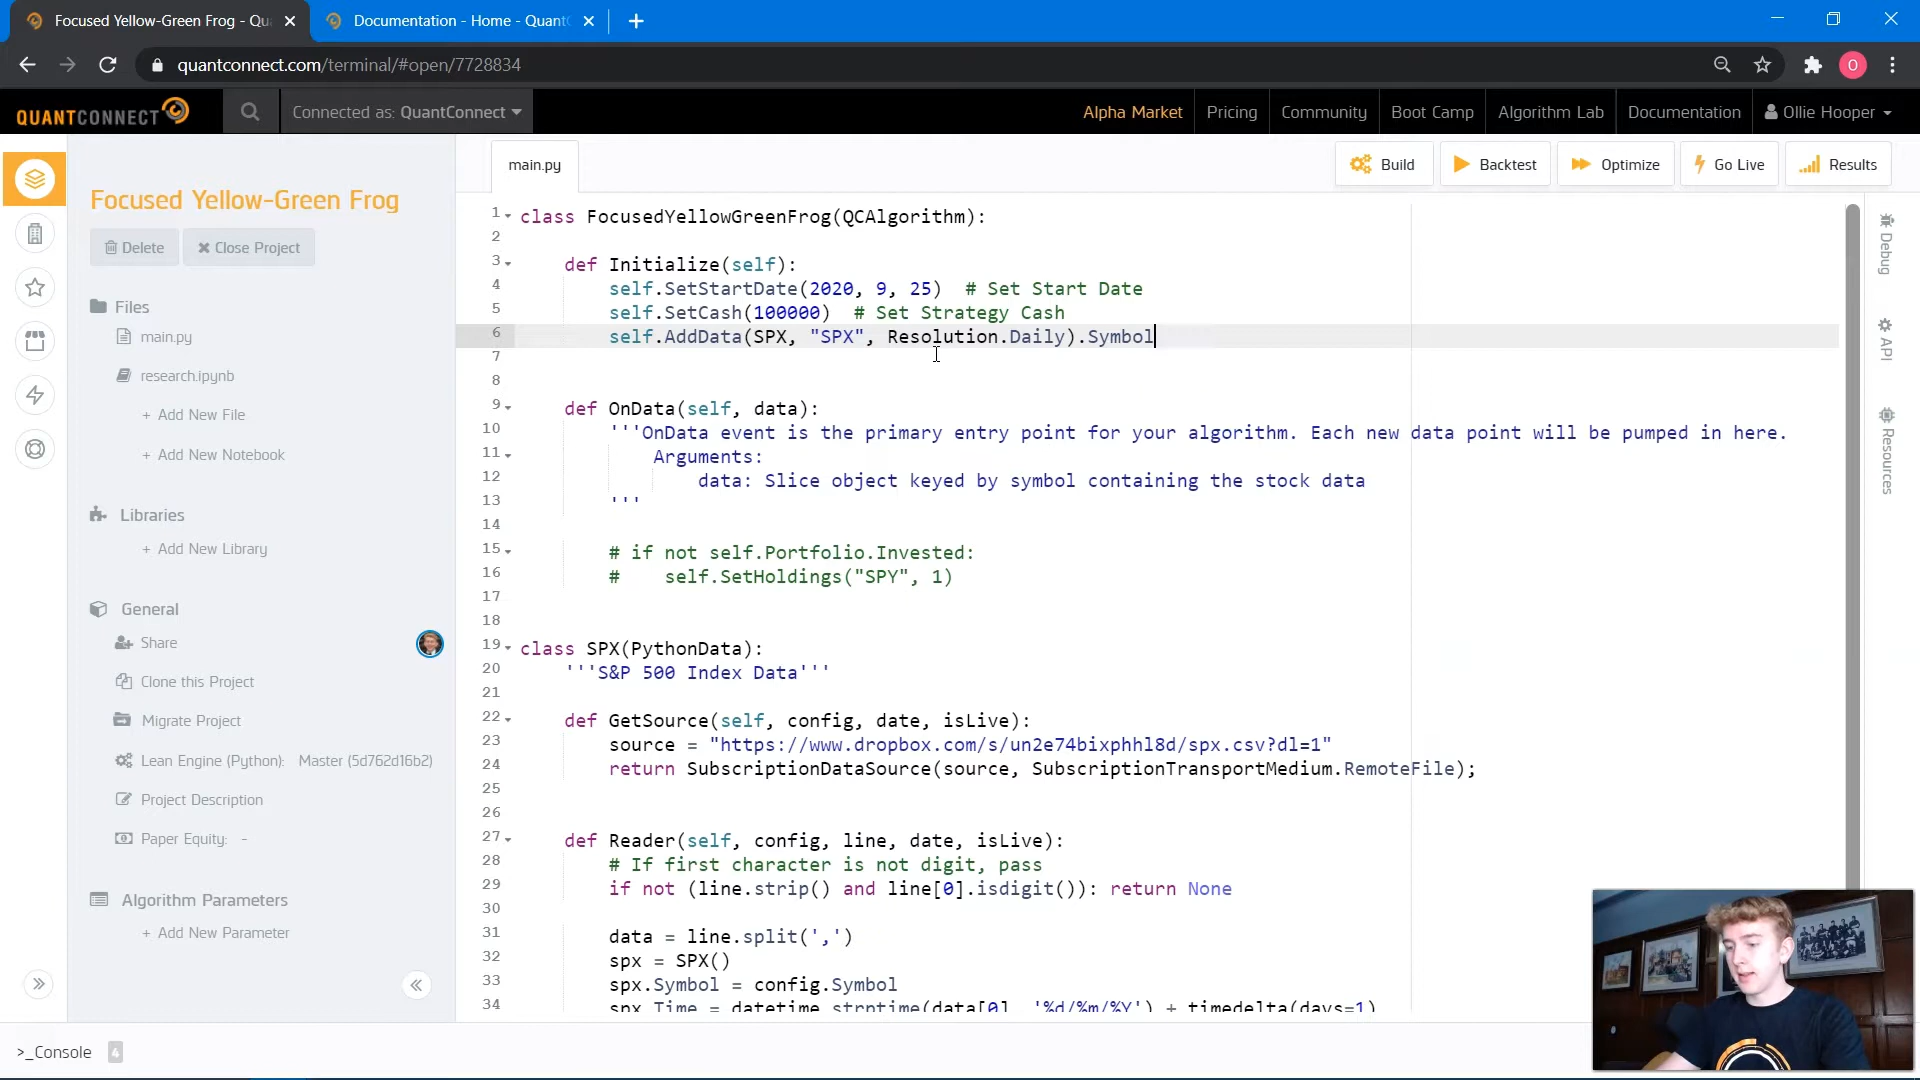 Focused Yellow-Green Frog - Qu
Documentation - Home - Quant
quantconnect.com/terminal/#open/7728834
O
QUANTCONNECT
Connected as: QuantConnect
Alpha Market
Pricing
Community
Boot Camp
Algorithm Lab
Documentation
Ollie Hooper
Focused Yellow-Green Frog
Delete
Close Project
Files
main.py
research.ipynb
+ Add New File
+ Add New Notebook
Libraries
+ Add New Library
General
Share
Clone this Project
Migrate Project
Lean Engine (Python): Master (5d762d16b2)
Project Description
Paper Equity: -
Algorithm Parameters
+ Add New Parameter
main.py
Build
Backtest
Optimize
Go Live
Results
1 class FocusedYellowGreenFrog(QCAlgorithm):
2
3 def Initialize(self):
4 self.SetStartDate(2020, 9, 25) # Set Start Date
5 self.SetCash(100000) # Set Strategy Cash
6 self.AddData(SPX, "SPX", Resolution.Daily).Symbol
7
8
9 def OnData(self, data):
10 '''OnData event is the primary entry point for your algorithm. Each new data point will be pumped in here.
11 Arguments:
12 data: Slice object keyed by symbol containing the stock data
13 '''
14
15 # if not self.Portfolio.Invested:
16 # self.SetHoldings("SPY", 1)
17
18
19 class SPX(PythonData):
20 '''S&P 500 Index Data'''
21
22 def GetSource(self, config, date, isLive):
23 source = "https://www.dropbox.com/s/un2e74bixphhl8d/spx.csv?dl=1"
24 return SubscriptionDataSource(source, SubscriptionTransportMedium.RemoteFile);
25
26
27 def Reader(self, config, line, date, isLive):
28 # If first character is not digit, pass
29 if not (line.strip() and line[0].isdigit()): return None
30
31 data = line.split(',')
32 spx = SPX()
33 spx.Symbol = config.Symbol
34 spx.Time = datetime.strptime(data[0], '%d/%m/%Y') + timedelta(days=1)
Debug
API
Resources
>_Console 4